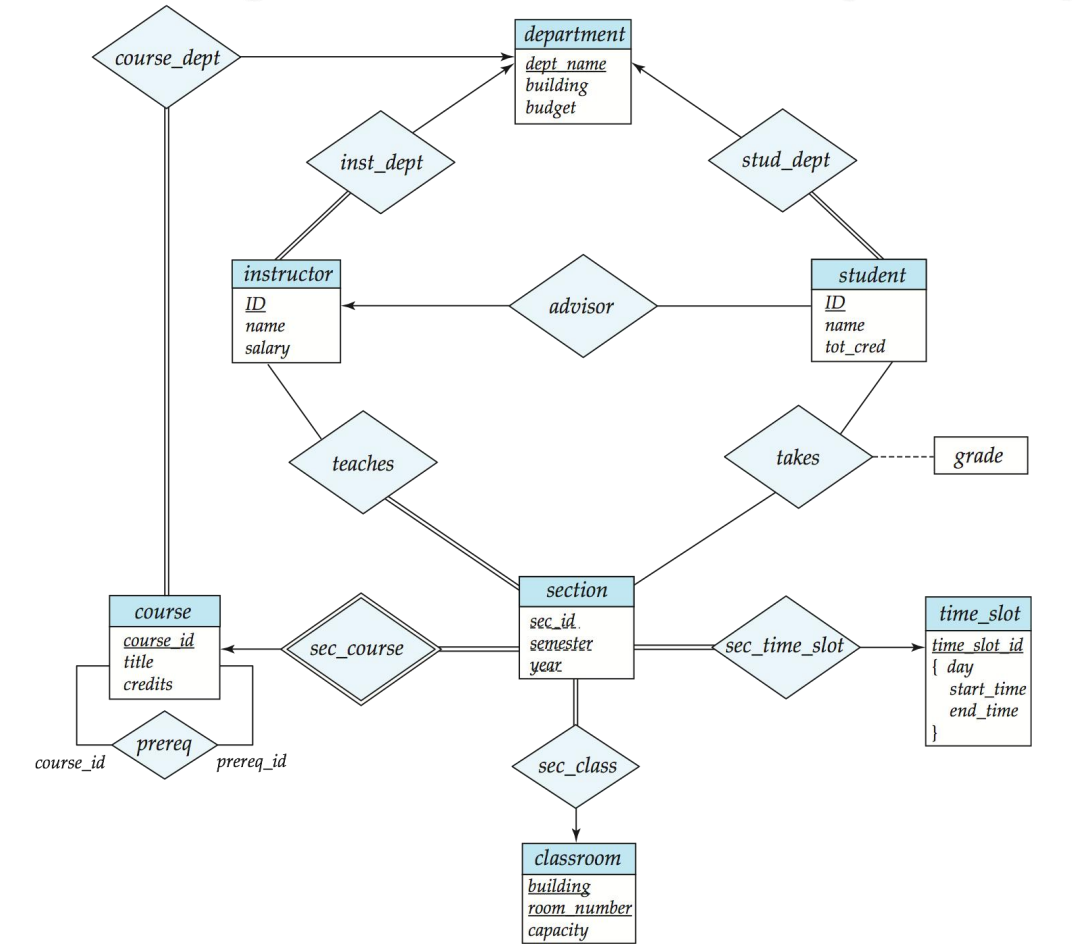 course_dept
department
dept_name
building
budget
inst_dept
stud_dept
instructor
ID
name
salary
advisor
student
ID
name
tot_cred
teaches
takes
grade
course
course_id
title
credits
prereq
course_id
prereq_id
sec_course
section
sec_id
semester
year
sec_time_slot
time_slot
time_slot_id
{ day
start_time
end_time
}
sec_class
classroom
building
room_number
capacity